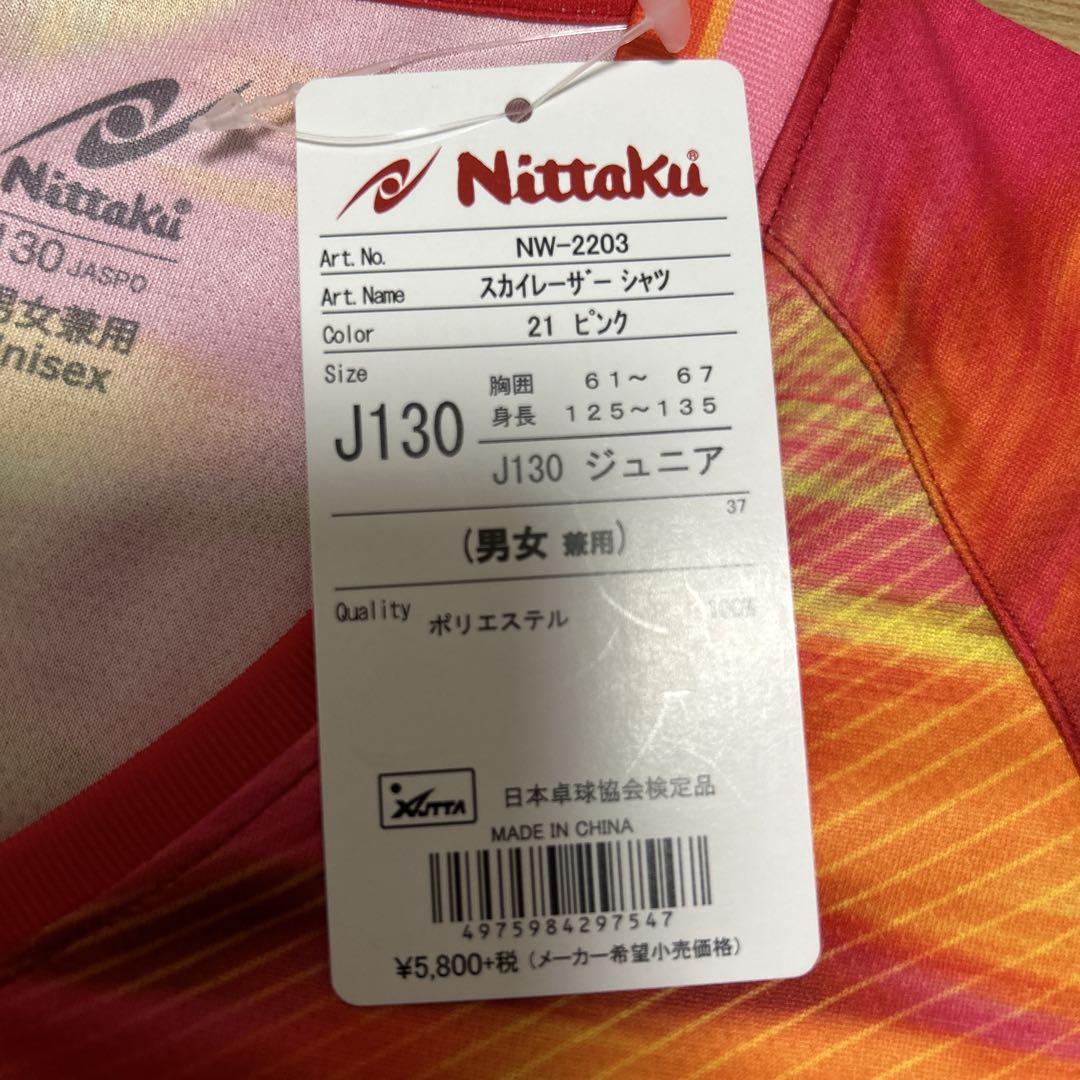 Nittaku
130 JASPO
男女兼用
Unisex
Nittaku®
Art. No. NW-2203
Art. Name スカイレーザー シャツ
Color 21 ピンク
Size
J130
胸囲 61〜 67
身長 125〜135
J130 ジュニア
37
(男女 兼用)
Quality ポリエステル 100%
JTTA 日本卓球協会検定品
MADE IN CHINA
4975984297547
¥5,800+税 (メーカー希望小売価格)